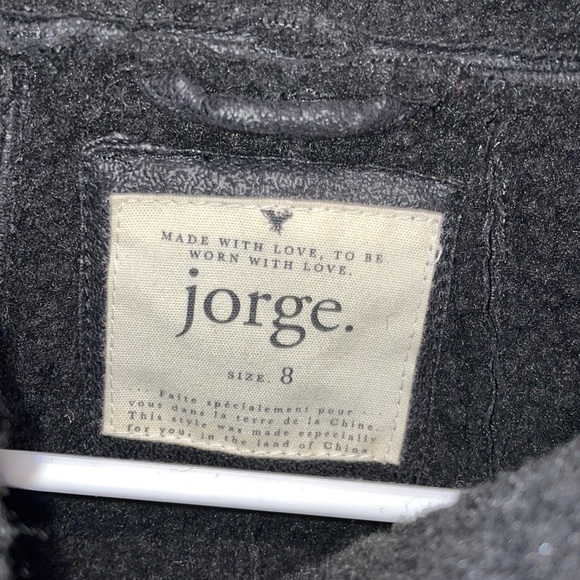 MADE WITH LOVE, TO BE
WORN WITH LOVE.
jorge.
SIZE. 8
... Faite spécialement pour ...
vous dans la terre de la Chine.
This style was made especially
for you, in the land of China